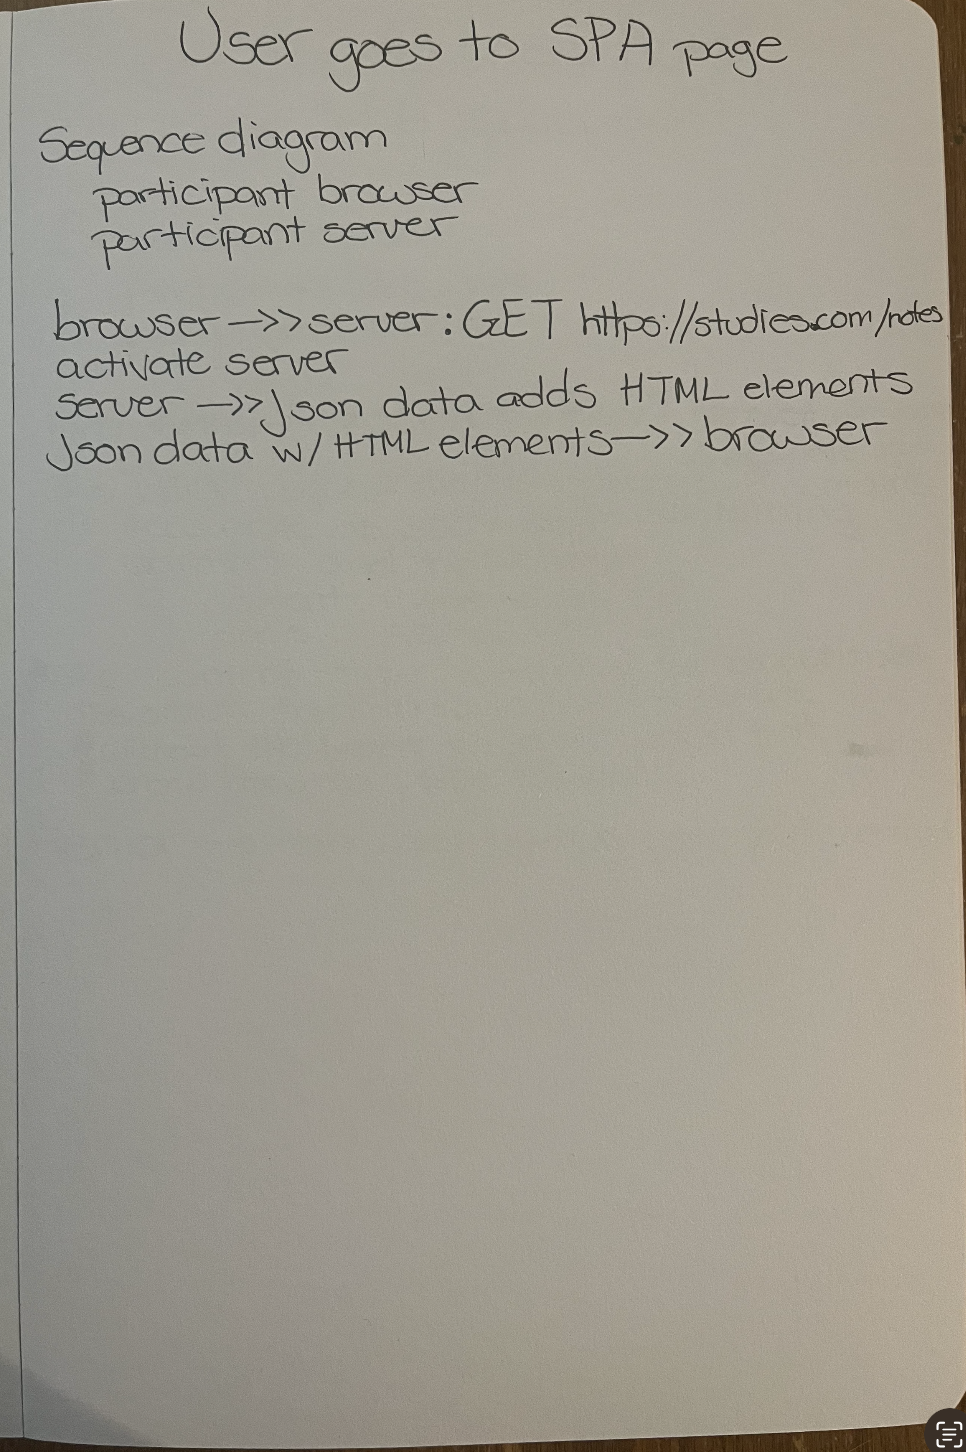 User goes to SPA page
Sequence diagram
participant browser
participant server
browser ->> server: GET https://studies.com/notes
activate server
server ->> Json data adds HTML elements
Json data w/ HTML elements ->> browser